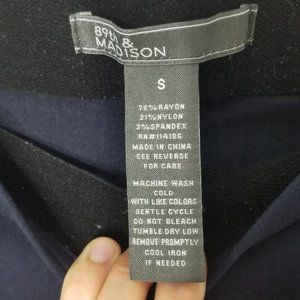 89th &
MADISON
S
76% RAYON
21% NYLON
3% SPANDEX
RN# 114186
MADE IN CHINA
SEE REVERSE
FOR CARE
MACHINE WASH
COLD
WITH LIKE COLORS
GENTLE CYCLE
DO NOT BLEACH
TUMBLE DRY LOW
REMOVE PROMPTLY
COOL IRON
IF NEEDED